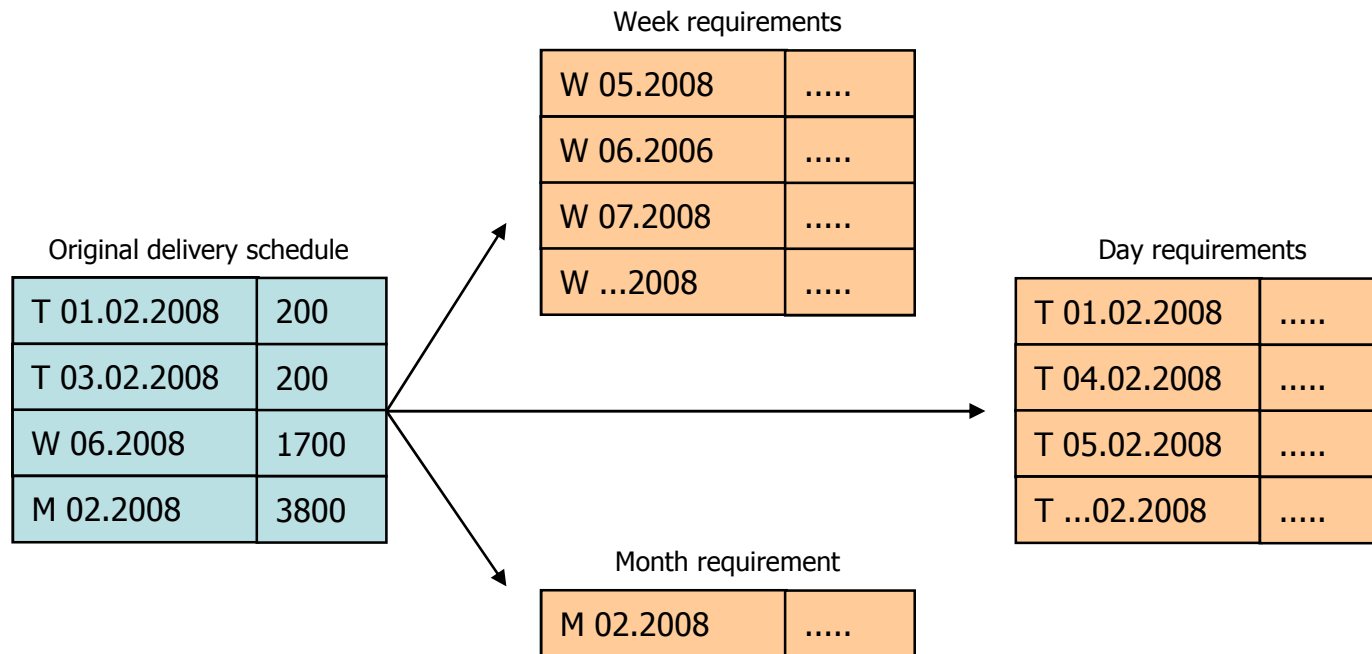 Week requirements
W 05.2008 .....
W 06.2006 .....
W 07.2008 .....
W ...2008 .....
Original delivery schedule
T 01.02.2008 200
T 03.02.2008 200
W 06.2008 1700
M 02.2008 3800
Day requirements
T 01.02.2008 .....
T 04.02.2008 .....
T 05.02.2008 .....
T ...02.2008 .....
Month requirement
M 02.2008 .....